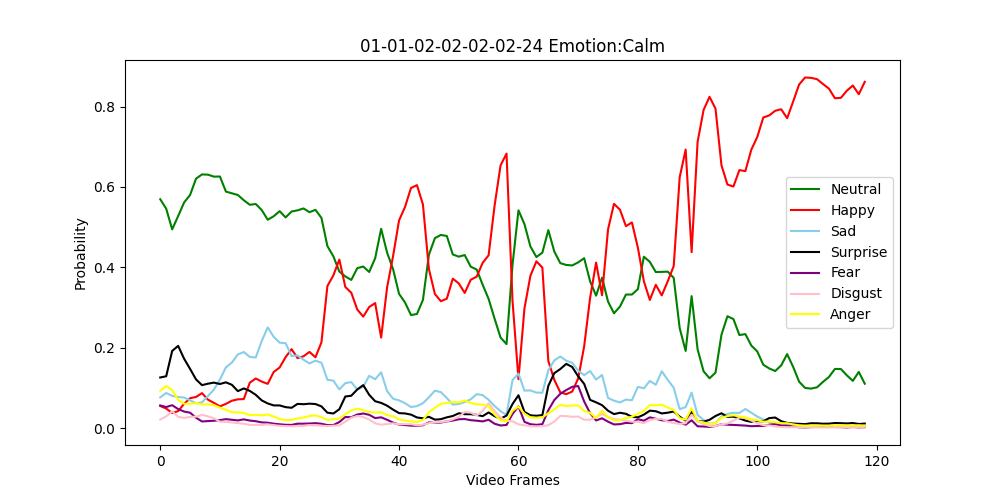 01-01-02-02-02-02-24 Emotion:Calm
Probability
0.8
0.6
0.4
0.2
0.0
0 20 40 60 80 100 120
Video Frames
Neutral
Happy
Sad
Surprise
Fear
Disgust
Anger